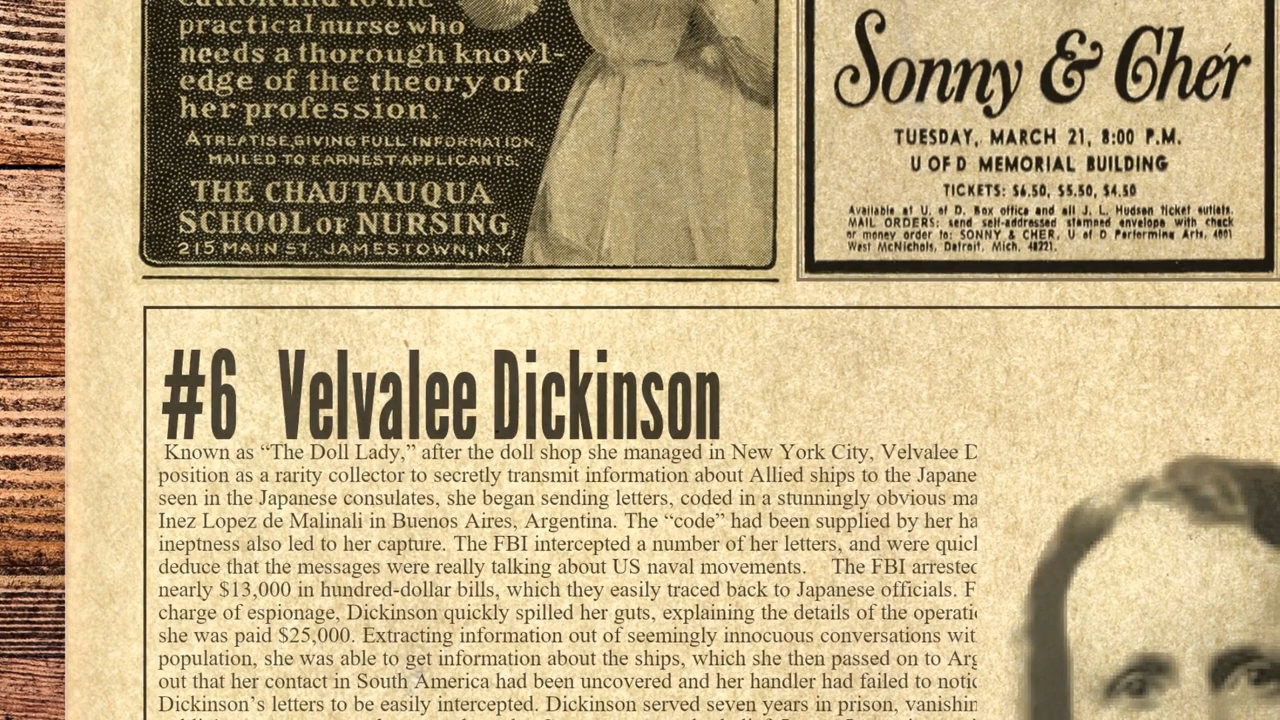 practical nurse who
needs a thorough knowl-
edge of the theory of
her profession.
A TREATISE, GIVING FULL INFORMATION
MAILED TO EARNEST APPLICANTS.
THE CHAUTAUQUA
SCHOOL OF NURSING
215 MAIN ST. JAMESTOWN, N.Y.
Sonny & Cher
TUESDAY, MARCH 21, 8:00 P.M.
U OF D MEMORIAL BUILDING
TICKETS: $6.50, $5.50, $4.50
Available at U. of D. Box office and all J. L. Hudson ticket outlets.
MAIL ORDERS: send self-addressed stamped envelope with check
or money order to: SONNY & CHER, U of D Performing Arts, 4001
West McNichols, Detroit, Mich. 48221.
#6 Velvalee Dickinson
Known as “The Doll Lady,” after the doll shop she managed in New York City, Velvalee D
position as a rarity collector to secretly transmit information about Allied ships to the Japane
seen in the Japanese consulates, she began sending letters, coded in a stunningly obvious ma
Inez Lopez de Malinali in Buenos Aires, Argentina. The “code” had been supplied by her ha
ineptness also led to her capture. The FBI intercepted a number of her letters, and were quicl
deduce that the messages were really talking about US naval movements. The FBI arrested
nearly $13,000 in hundred-dollar bills, which they easily traced back to Japanese officials. F
charge of espionage, Dickinson quickly spilled her guts, explaining the details of the operati
she was paid $25,000. Extracting information out of seemingly innocuous conversations wit
population, she was able to get information about the ships, which she then passed on to Arg
out that her contact in South America had been uncovered and her handler had failed to notic
Dickinson’s letters to be easily intercepted. Dickinson served seven years in prison, vanishin